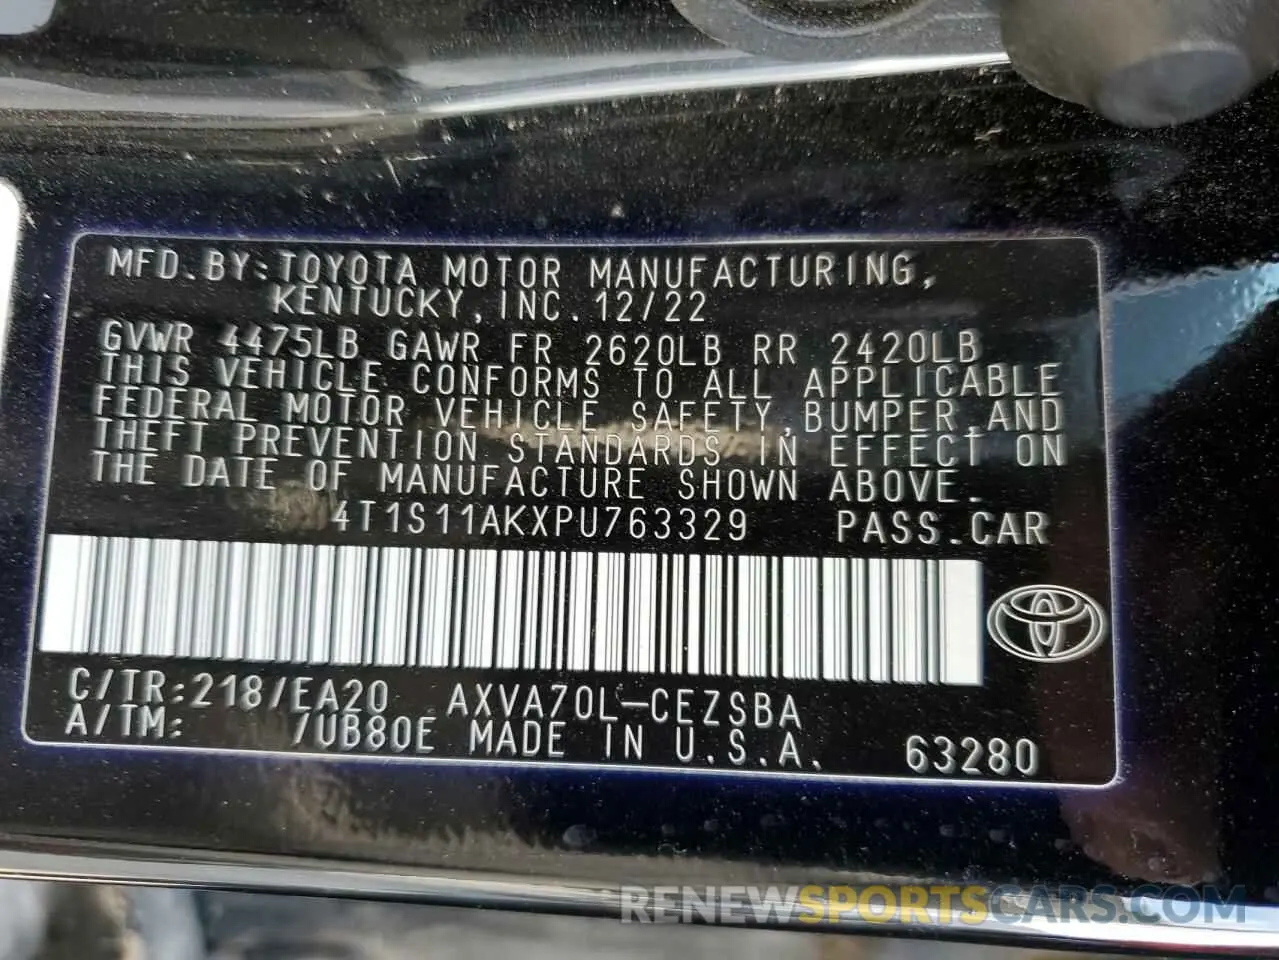 MFD.BY:TOYOTA MOTOR MANUFACTURING,
KENTUCKY,INC.12/22
GVWR 4475LB GAWR FR 2620LB RR 2420LB
THIS VEHICLE CONFORMS TO ALL APPLICABLE
FEDERAL MOTOR VEHICLE SAFETY,BUMPER,AND
THEFT PREVENTION STANDARDS IN EFFECT ON
THE DATE OF MANUFACTURE SHOWN ABOVE.
4T1S11AKXPU763329 PASS.CAR
C/TR:218/EA20 AXVA70L-CEZSBA
A/TM: /UB80E MADE IN U.S.A. 63280
RENEWSPORTSCARS.COM